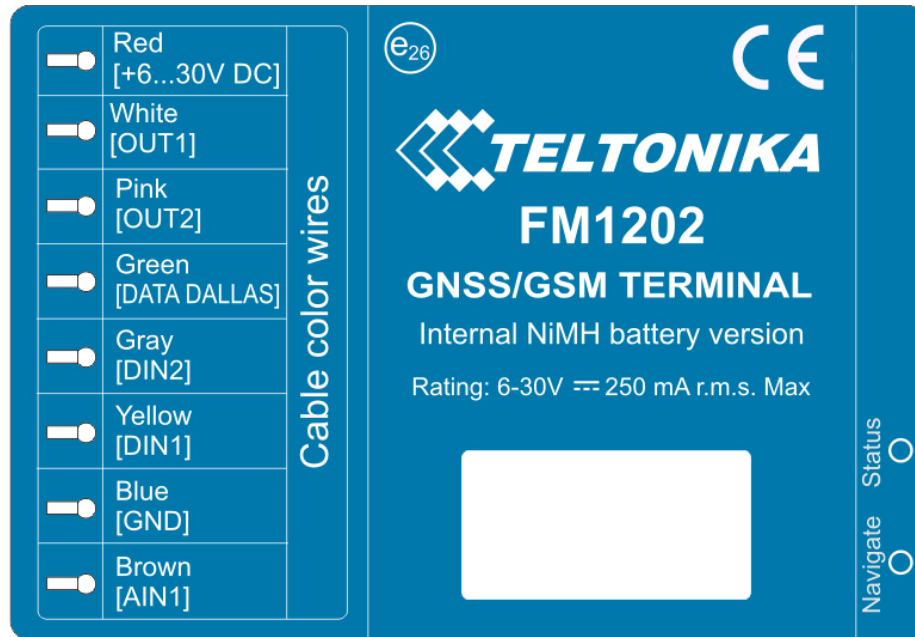 Red
[+6...30V DC]
White
[OUT1]
Pink
[OUT2]
Green
[DATA DALLAS]
Gray
[DIN2]
Yellow
[DIN1]
Blue
[GND]
Brown
[AIN1]
Cable color wires
e26
CE
TELTONIKA
FM1202
GNSS/GSM TERMINAL
Internal NiMH battery version
Rating: 6-30V ⎓ 250 mA r.m.s. Max
Status
Navigate